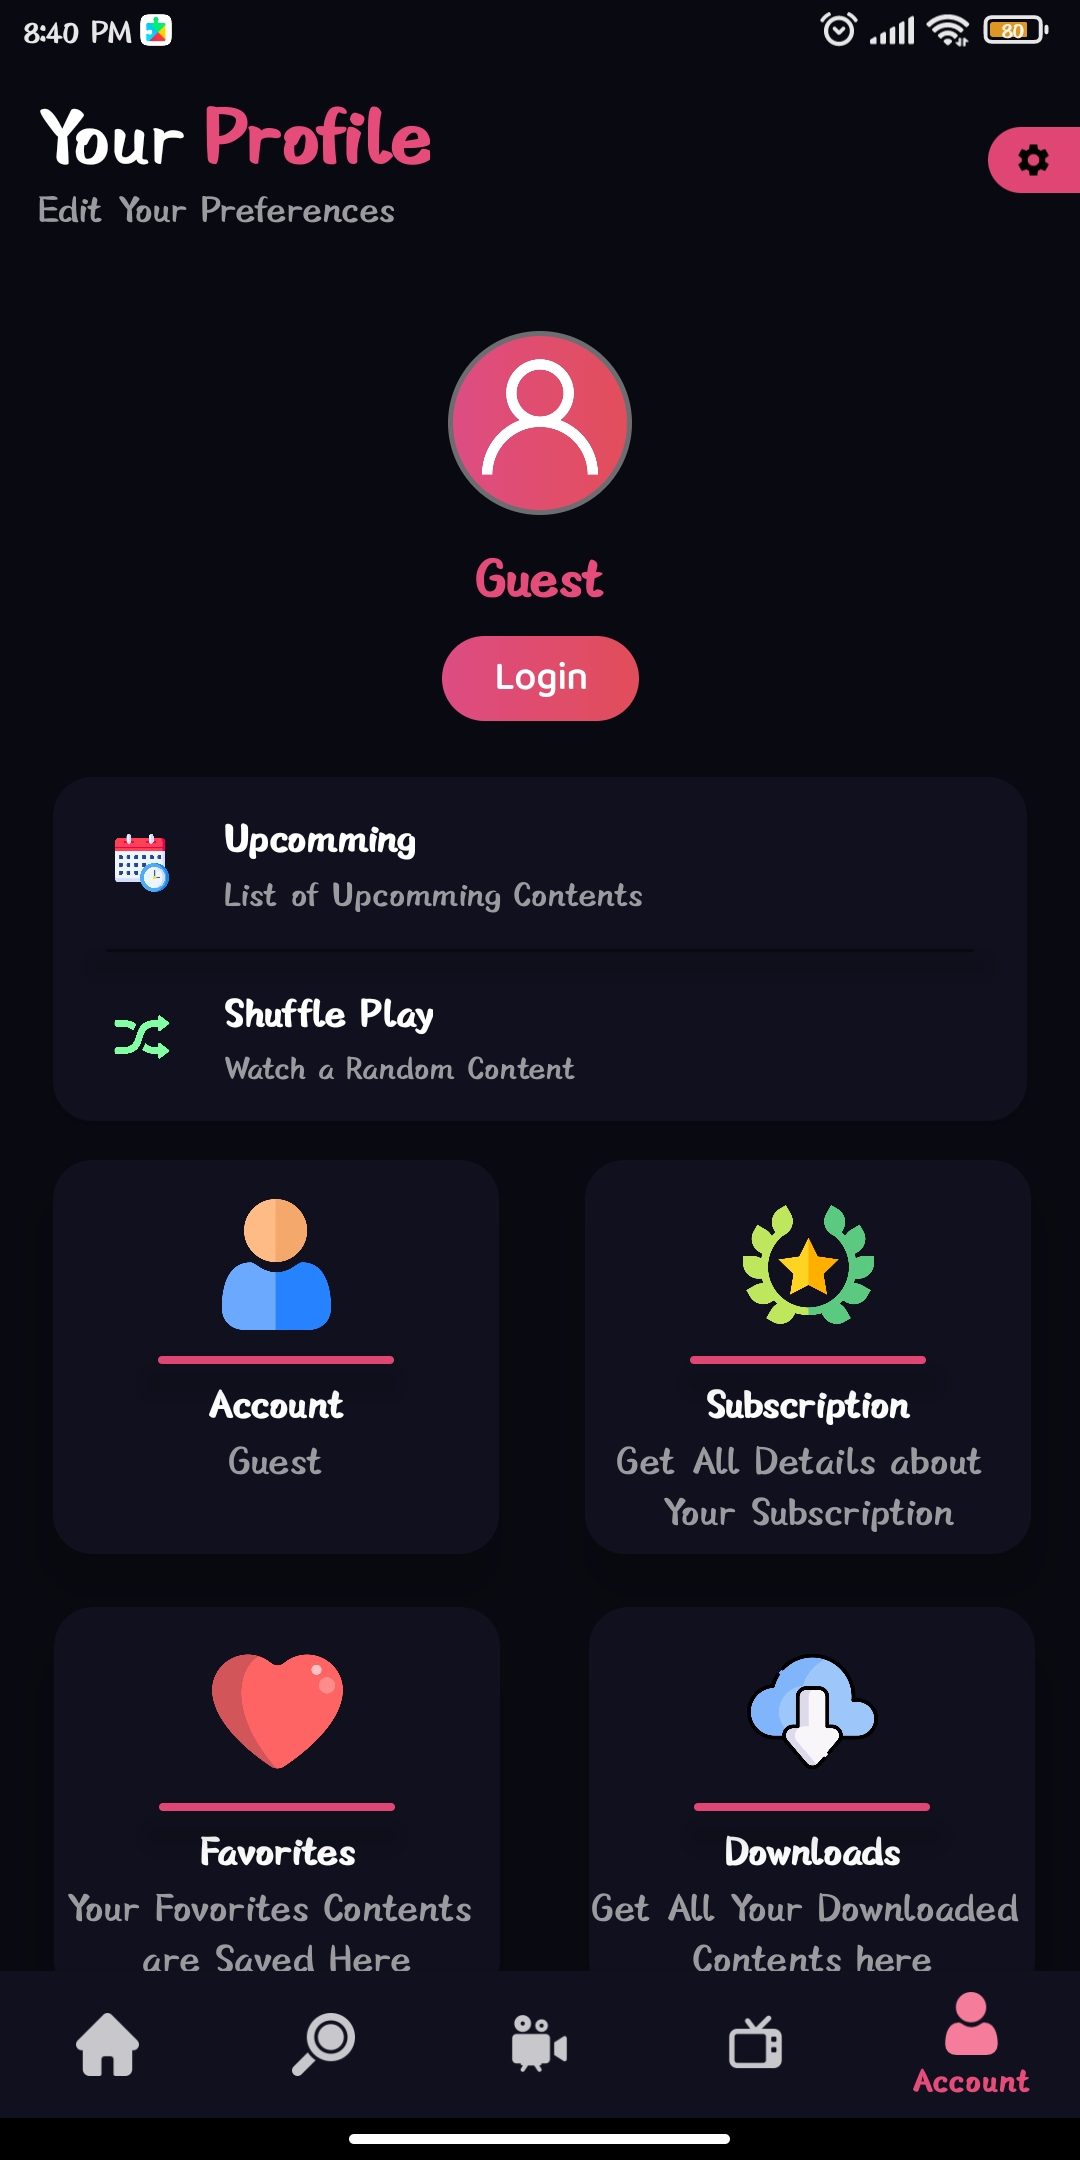 8:40 PM
80
Your Profile
Edit Your Preferences
Guest
Login
Upcomming
List of Upcomming Contents
Shuffle Play
Watch a Random Content
Account
Guest
Subscription
Get All Details about
Your Subscription
Favorites
Your Favorites Contents
are Saved Here
Downloads
Get All Your Downloaded
Contents here
Account